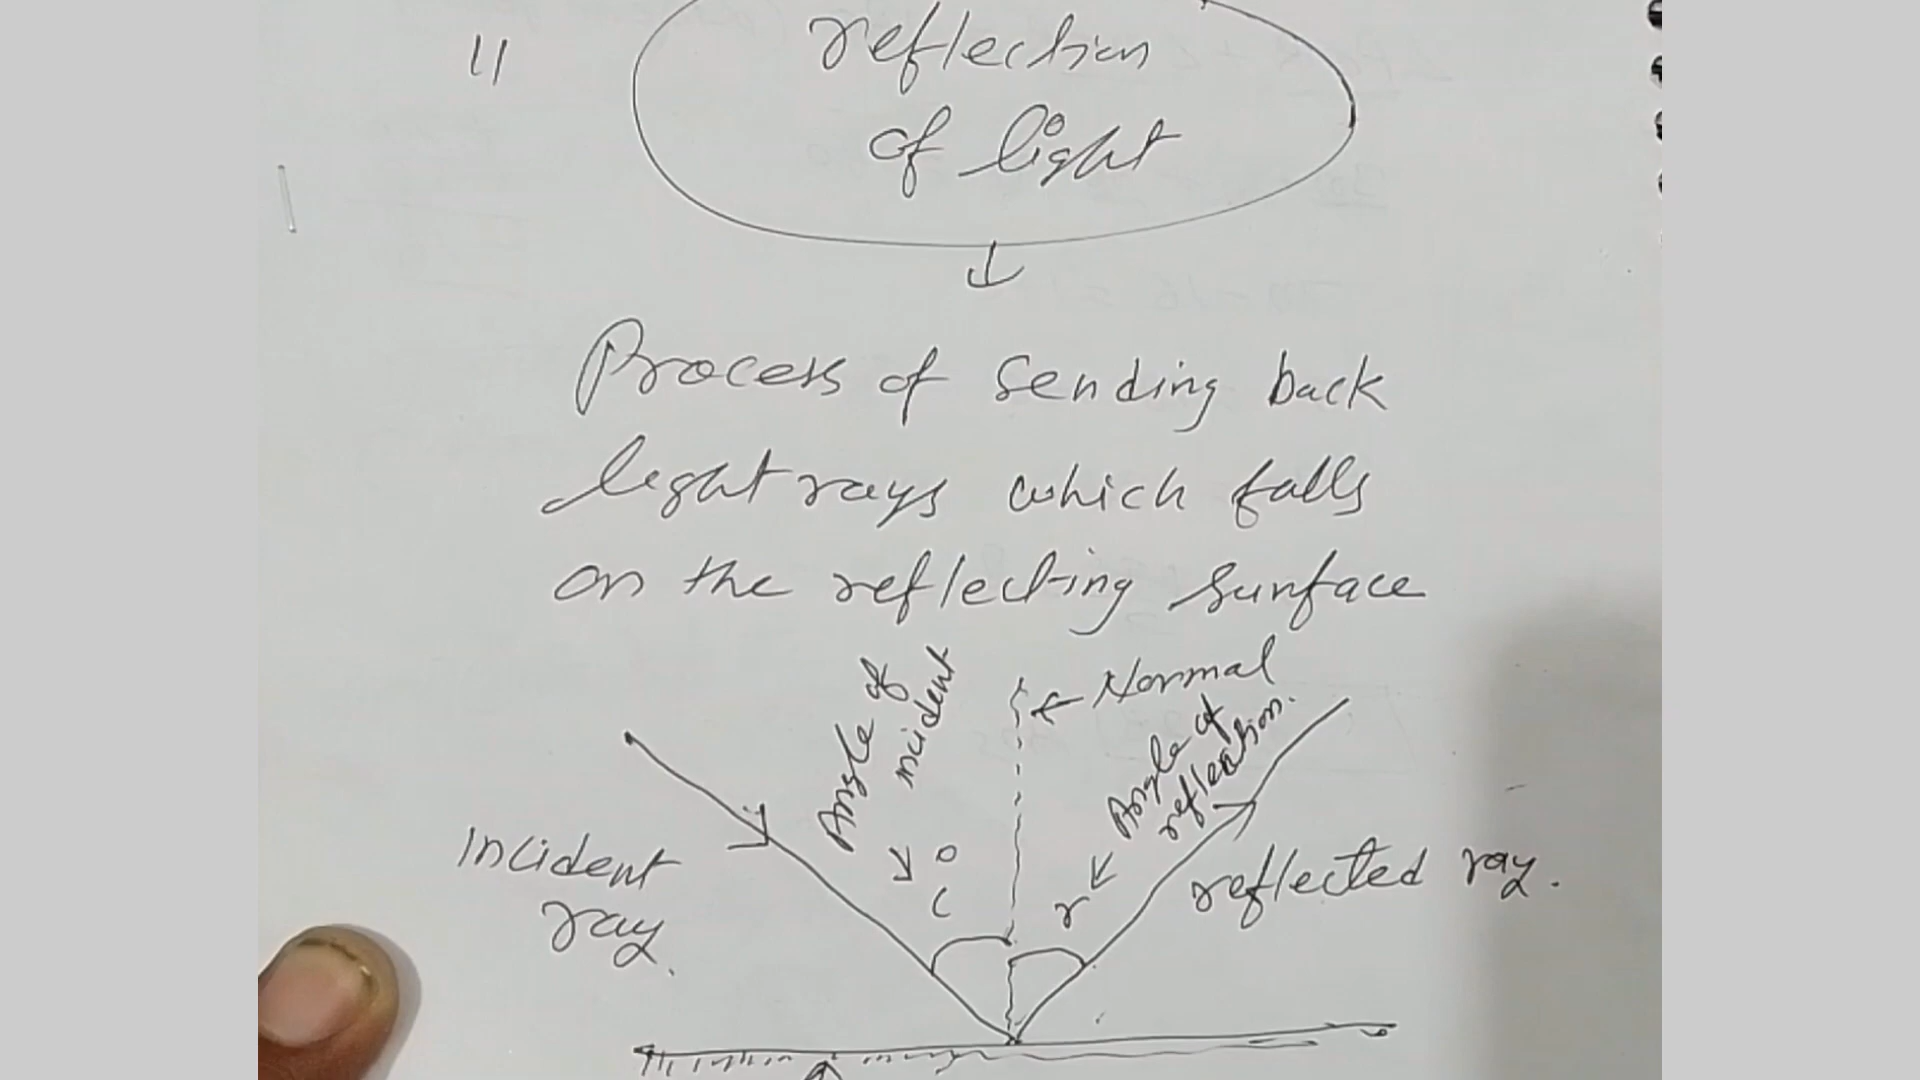 11
reflection
of light
Process of Sending back
light rays which falls
on the reflecting surface
Angle of
incident
Normal
Angle of
reflection.
Incident
ray.
i
r
reflected ray.